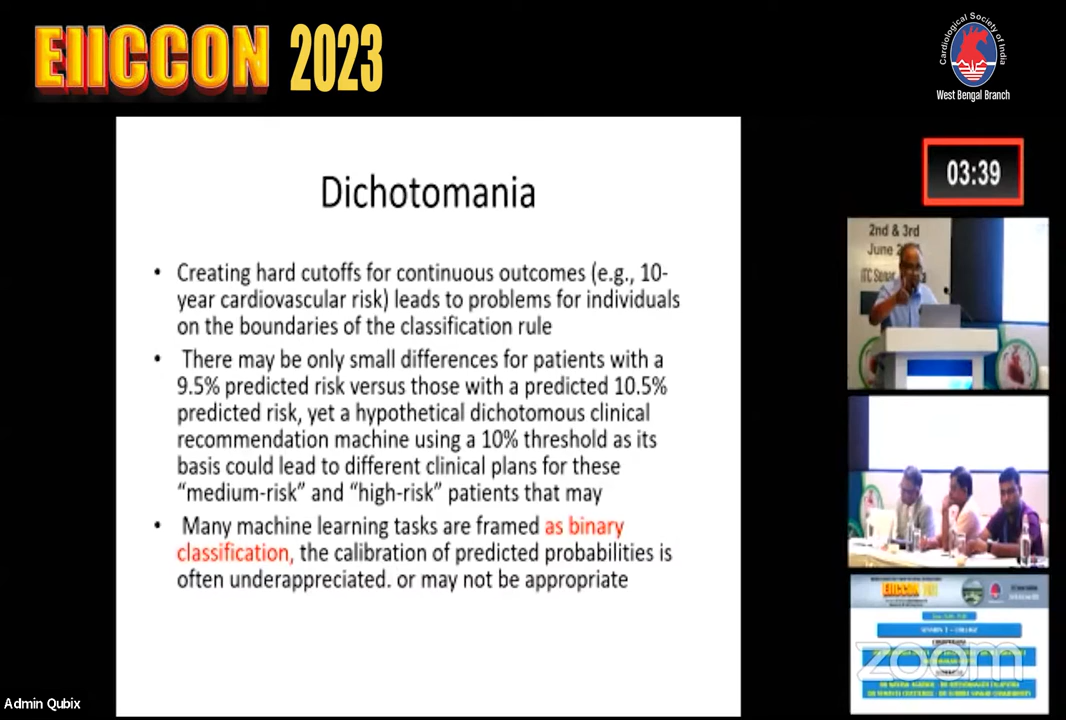 EIICCON 2023
Cardiological Society of India
West Bengal Branch
03:39
Dichotomania
• Creating hard cutoffs for continuous outcomes (e.g., 10-
year cardiovascular risk) leads to problems for individuals
on the boundaries of the classification rule
• There may be only small differences for patients with a
9.5% predicted risk versus those with a predicted 10.5%
predicted risk, yet a hypothetical dichotomous clinical
recommendation machine using a 10% threshold as its
basis could lead to different clinical plans for these
“medium-risk” and “high-risk” patients that may
• Many machine learning tasks are framed as binary
classification, the calibration of predicted probabilities is
often underappreciated. or may not be appropriate
2nd & 3rd
June
ITC
EIICCON
zoom
Admin Qubix